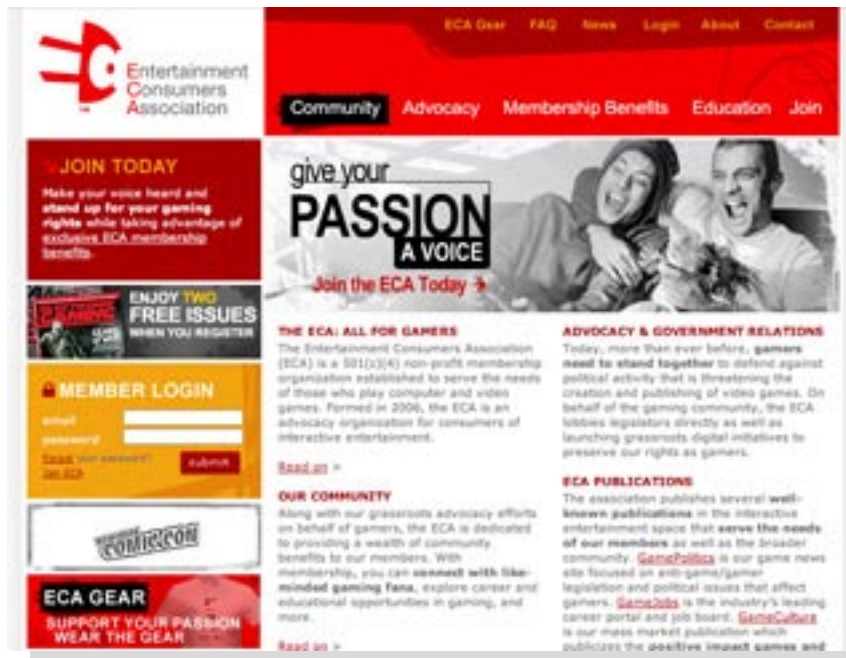 ECA Gear FAQ News Login About Contact
Entertainment
Consumers
Association
Community Advocacy Membership Benefits Education Join
JOIN TODAY
Make your voice heard and
stand up for your gaming
rights while taking advantage of
exclusive ECA membership
benefits.
ENJOY TWO
FREE ISSUES
WHEN YOU REGISTER
MEMBER LOGIN
email
password
Forgot your password?
Join ECA
submit
comic con
ECA GEAR
SUPPORT YOUR PASSION
WEAR THE GEAR
give your
PASSION
A VOICE
Join the ECA Today
THE ECA: ALL FOR GAMERS
The Entertainment Consumers Association
(ECA) is a 501(c)(4) non-profit membership
organization established to serve the needs
of those who play computer and video
games. Formed in 2006, the ECA is an
advocacy organization for consumers of
interactive entertainment.
Read on >
OUR COMMUNITY
Along with our grassroots advocacy efforts
on behalf of gamers, the ECA is dedicated
to providing a wealth of community
benefits to our members. With
membership, you can connect with like-
minded gaming fans, explore career and
educational opportunities in gaming, and
more.
Read on >
ADVOCACY & GOVERNMENT RELATIONS
Today, more than ever before, gamers
need to stand together to defend against
political activity that is threatening the
creation and publishing of video games. On
behalf of the gaming community, the ECA
lobbies legislators directly as well as
launching grassroots digital initiatives to
preserve our rights as gamers.
ECA PUBLICATIONS
The association publishes several well-
known publications in the interactive
entertainment space that serve the needs
of our members as well as the broader
community. GamePolitics is our game news
site focused on anti-game/gamer
legislation and political issues that affect
gamers. GameJobs is the industry's leading
career portal and job board. GameCulture
is our mass market publication which
publicizes the positive impact games and